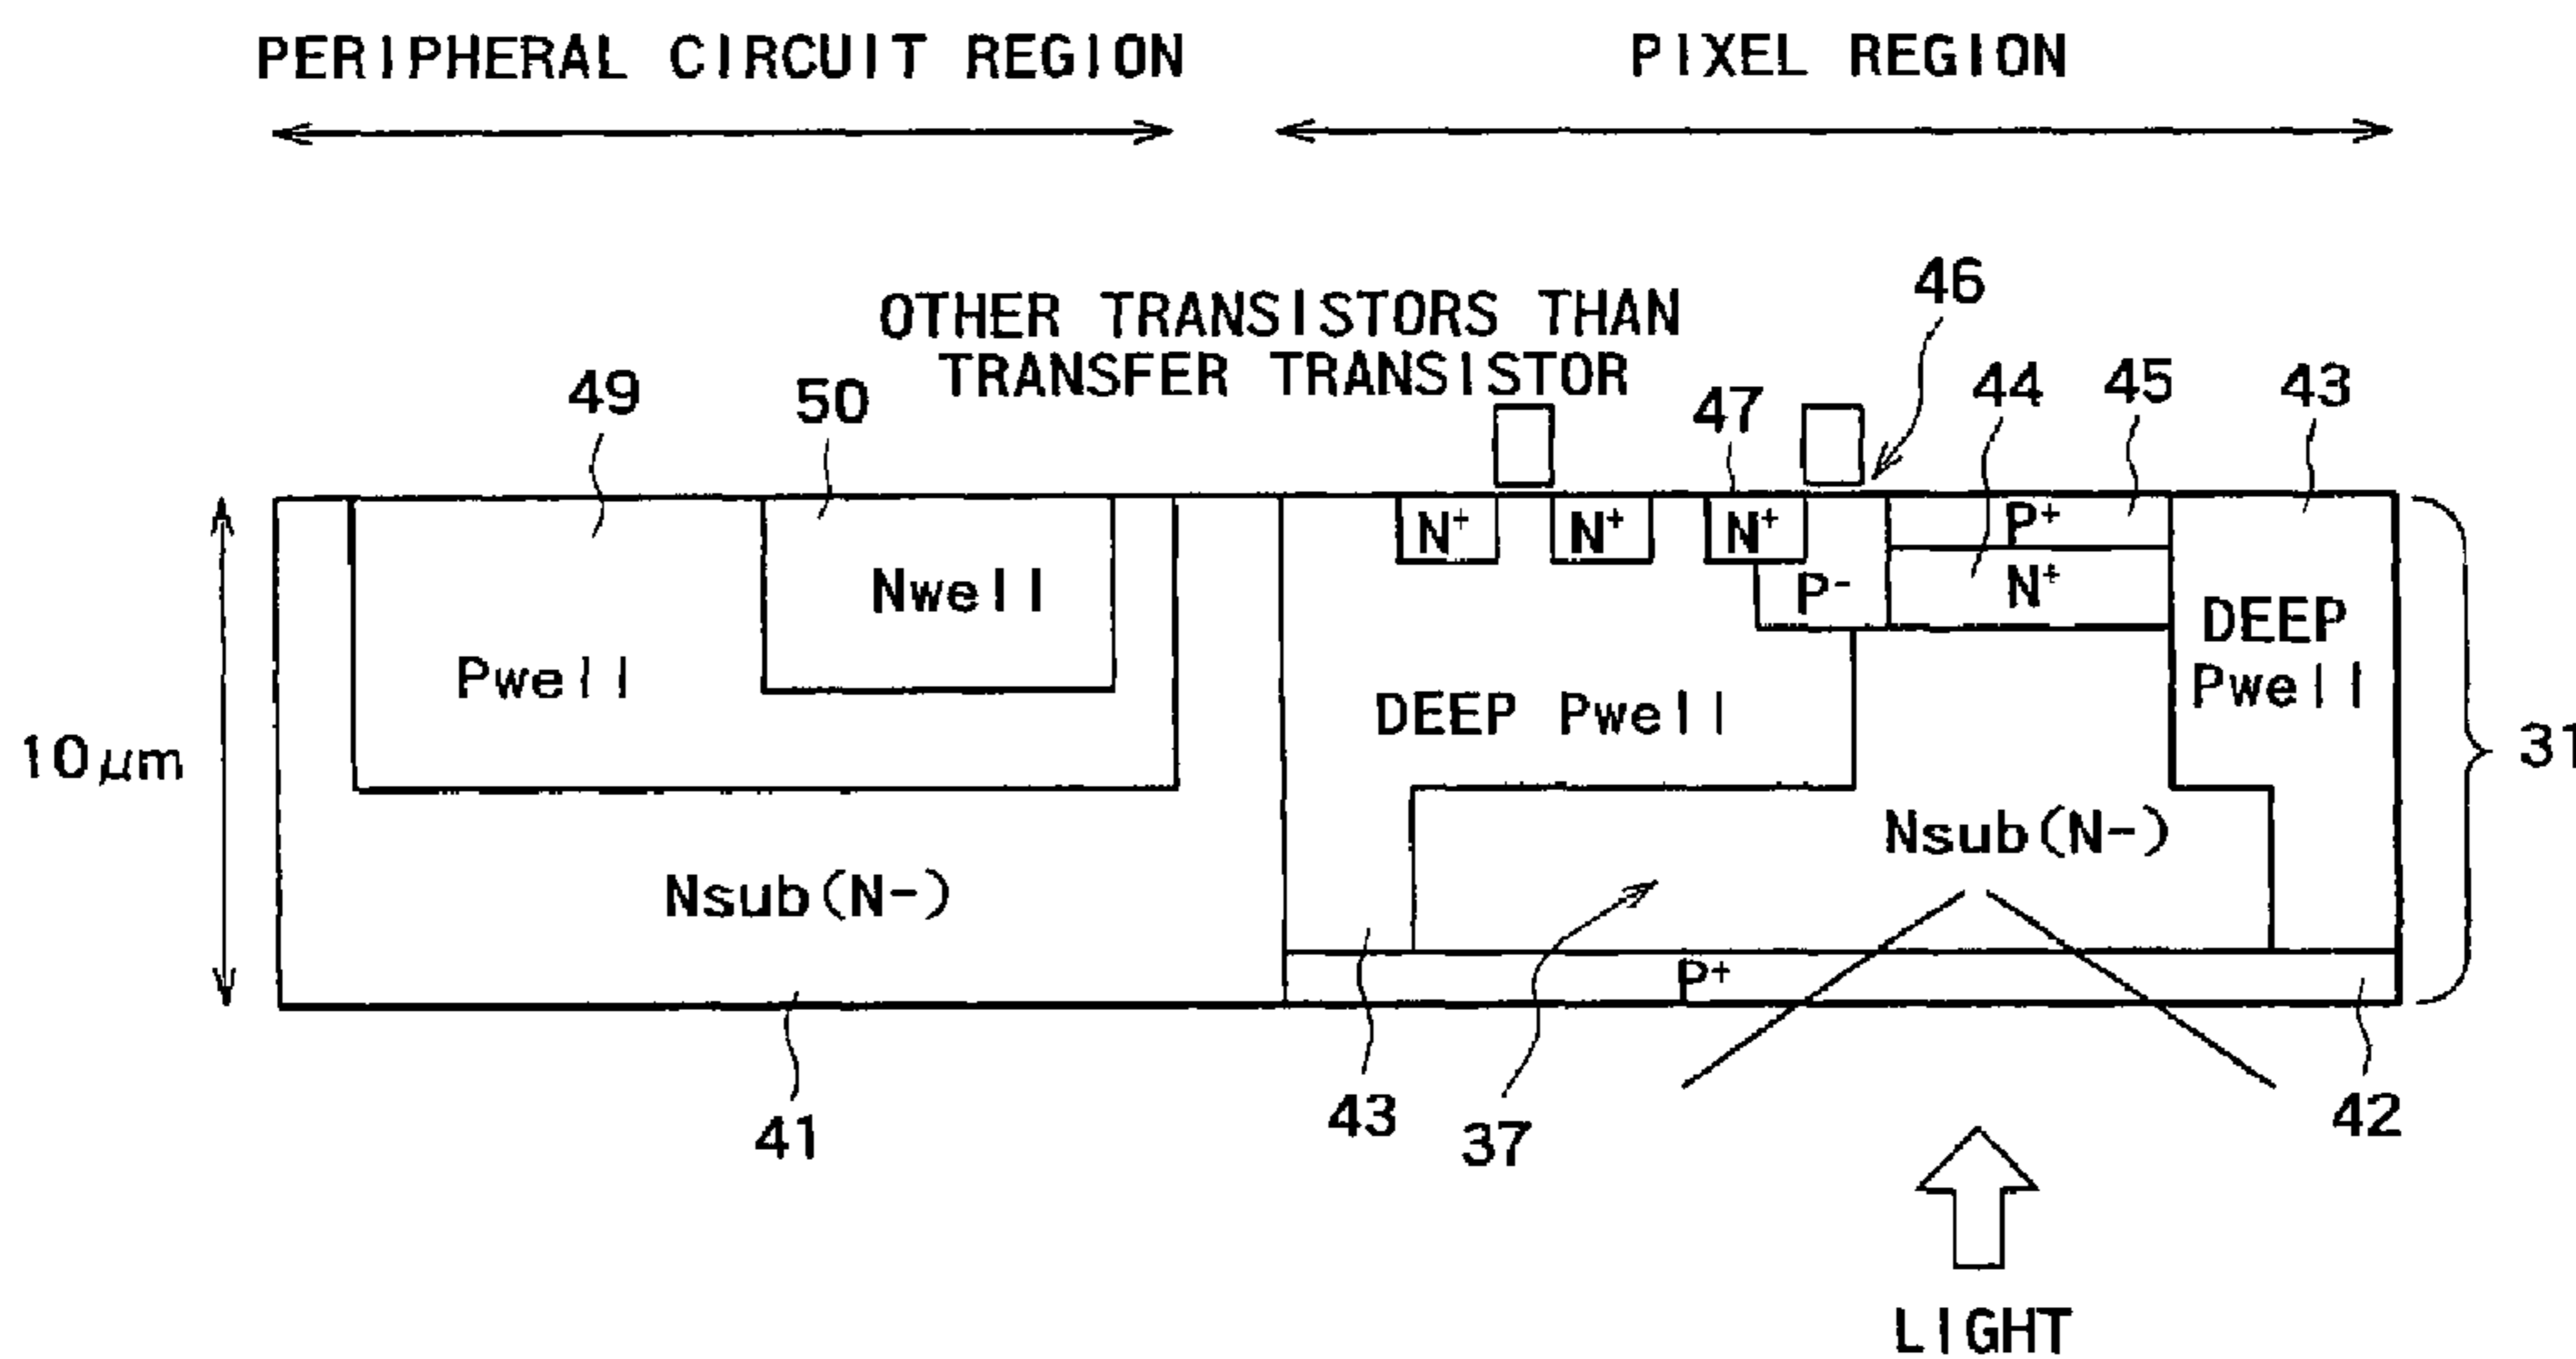 PERIPHERAL CIRCUIT REGION
PIXEL REGION
OTHER TRANSISTORS THAN
TRANSFER TRANSISTOR
46
49
50
47
44
45
43
N+
N+
N+
P+
P-
N+
Nwell
Pwell
DEEP
Pwell
DEEP Pwell
10μm
31
Nsub(N-)
Nsub(N-)
P+
41
43
37
42
LIGHT